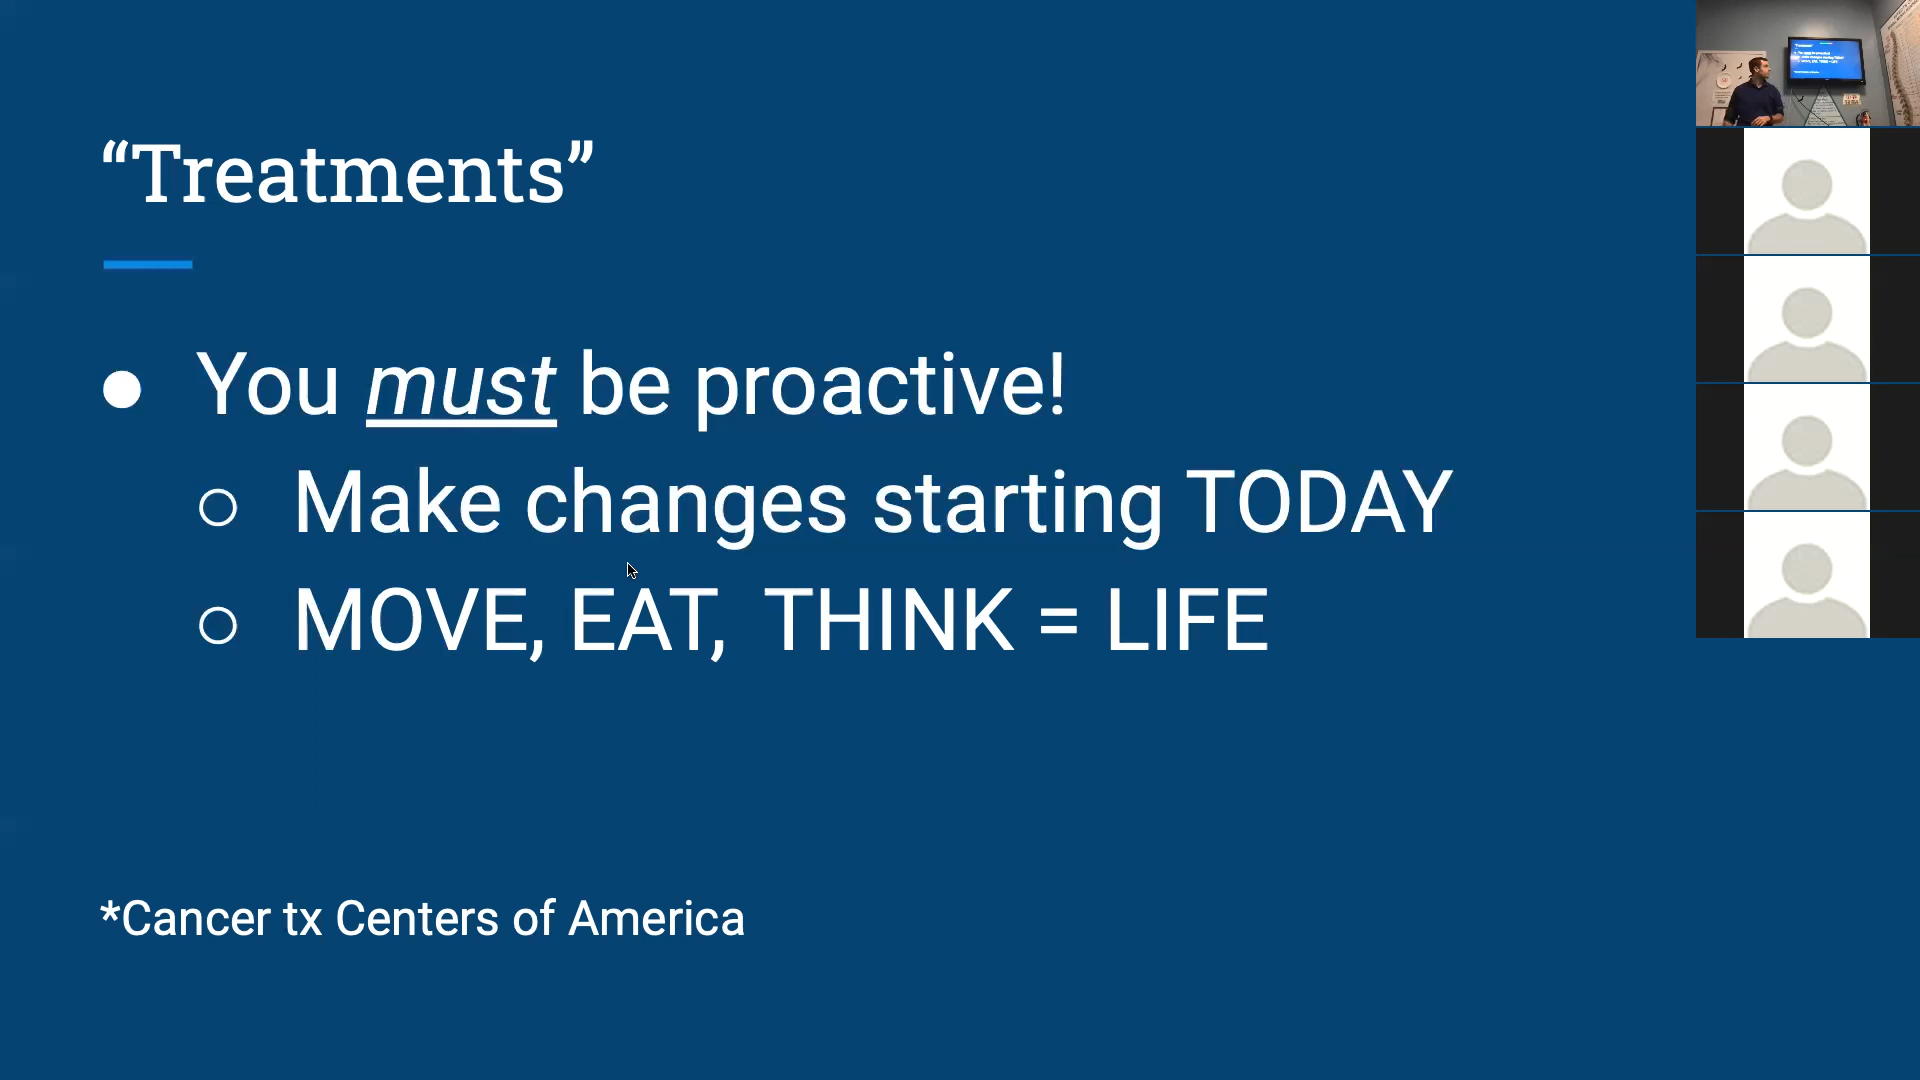 “Treatments”
● You must be proactive!
○ Make changes starting TODAY
○ MOVE, EAT, THINK = LIFE
*Cancer tx Centers of America